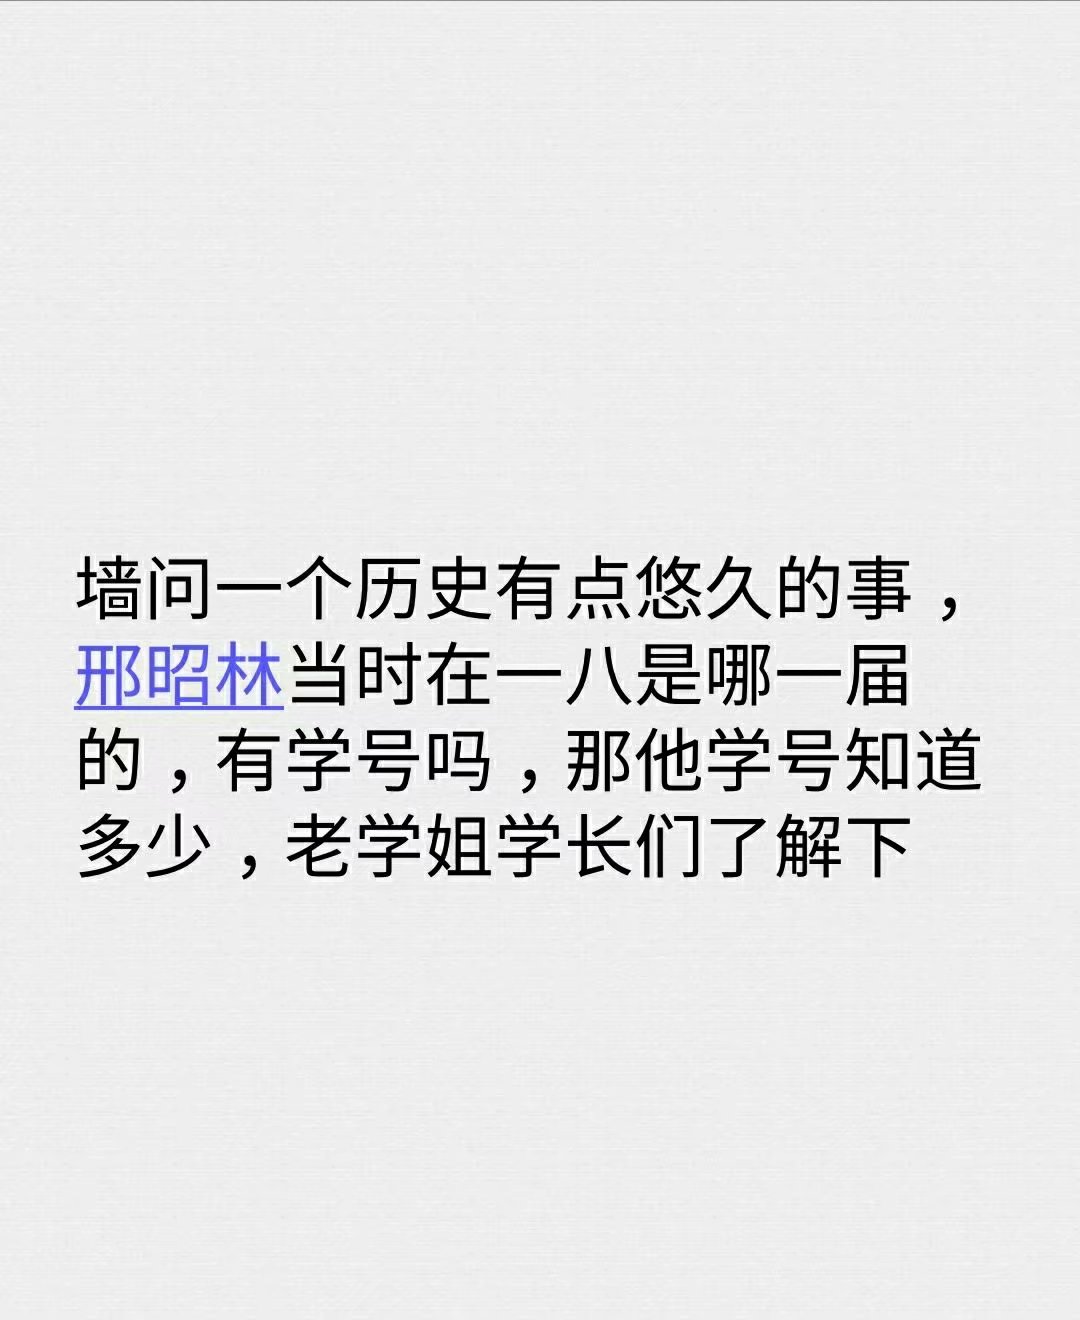 墙问一个历史有点悠久的事，
邢昭林当时在一八是哪一届
的，有学号吗，那他学号知道
多少，老学姐学长们了解下